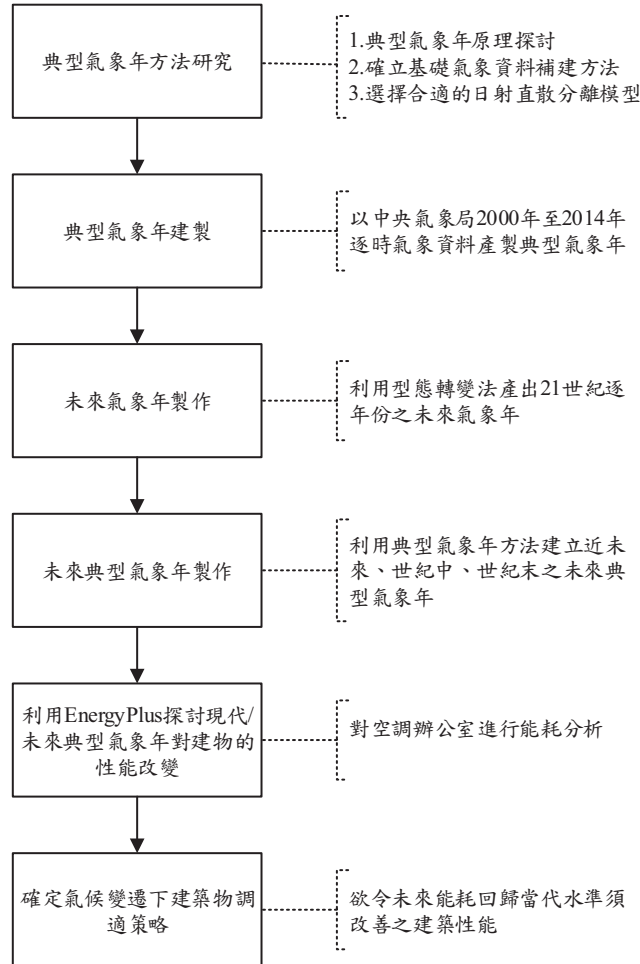 典型氣象年方法研究
1.典型氣象年原理探討
2.確立基礎氣象資料補建方法
3.選擇合適的日射直散分離模型
典型氣象年建製
以中央氣象局2000年至2014年
逐時氣象資料產製典型氣象年
未來氣象年製作
利用型態轉變法產出21世紀逐
年份之未來氣象年
未來典型氣象年製作
利用典型氣象年方法建立近未
來、世紀中、世紀末之未來典
型氣象年
利用EnergyPlus探討現代/
未來典型氣象年對建物的
性能改變
對空調辦公室進行能耗分析
確定氣候變遷下建築物調
適策略
欲令未來能耗回歸當代水準須
改善之建築性能